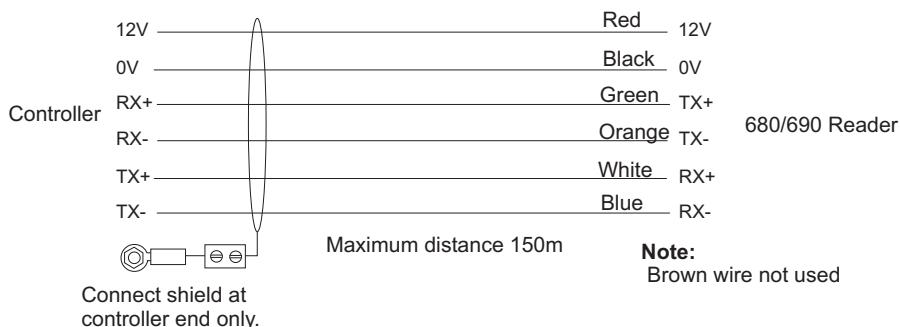 12V Red 12V
0V Black 0V
RX+ Green TX+
Controller
RX- Orange TX-
680/690 Reader
TX+ White RX+
TX- Blue RX-
Maximum distance 150m
Note:
Brown wire not used
Connect shield at
controller end only.